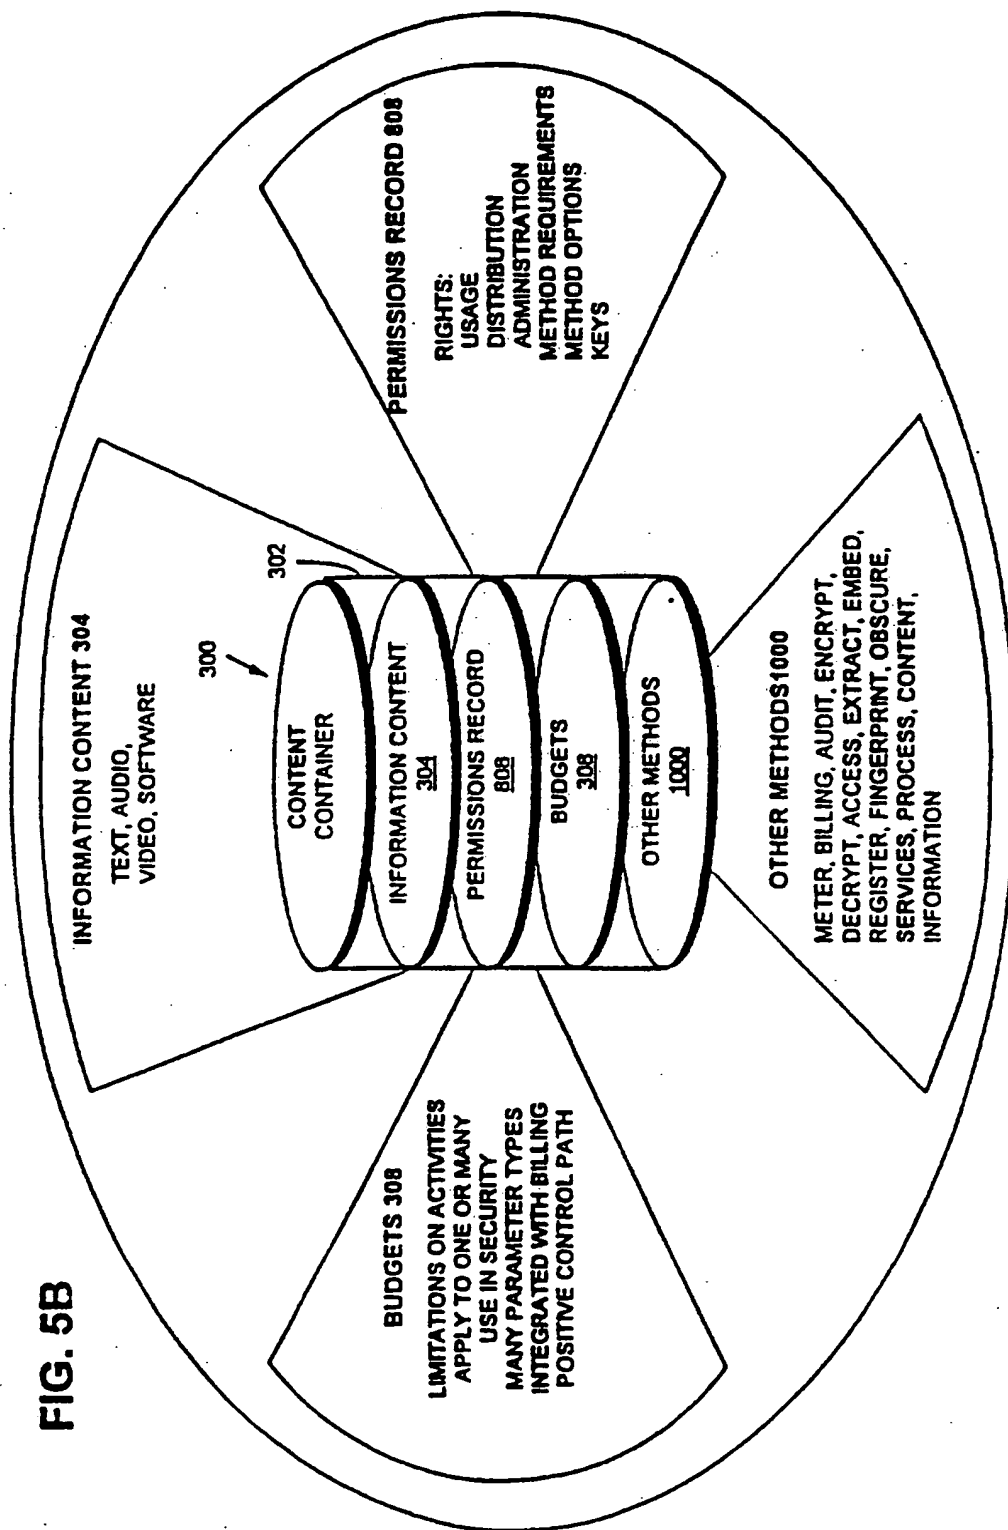 FIG. 5B
INFORMATION CONTENT 304
TEXT, AUDIO,
VIDEO, SOFTWARE
BUDGETS 308
LIMITATIONS ON ACTIVITIES
APPLY TO ONE OR MANY
USE IN SECURITY
MANY PARAMETER TYPES
INTEGRATED WITH BILLING
POSITIVE CONTROL PATH
300
302
CONTENT
CONTAINER
INFORMATION CONTENT
304
PERMISSIONS RECORD
808
BUDGETS
308
OTHER METHODS
1000
PERMISSIONS RECORD 808
RIGHTS:
USAGE
DISTRIBUTION
ADMINISTRATION
METHOD REQUIREMENTS
METHOD OPTIONS
KEYS
OTHER METHODS1000
METER, BILLING, AUDIT, ENCRYPT,
DECRYPT, ACCESS, EXTRACT, EMBED,
REGISTER, FINGERPRINT, OBSCURE,
SERVICES, PROCESS, CONTENT,
INFORMATION